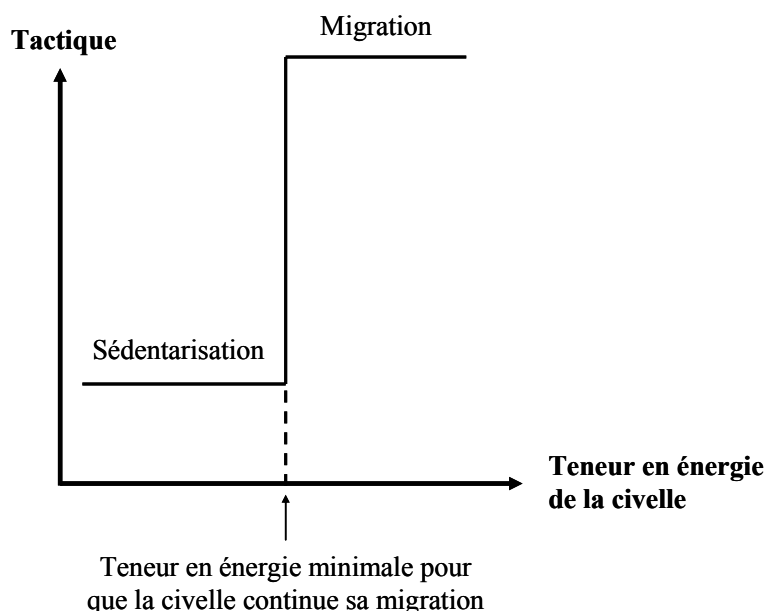 Migration
Tactique
Sédentarisation
Teneur en énergie
de la civelle
Teneur en énergie minimale pour
que la civelle continue sa migration